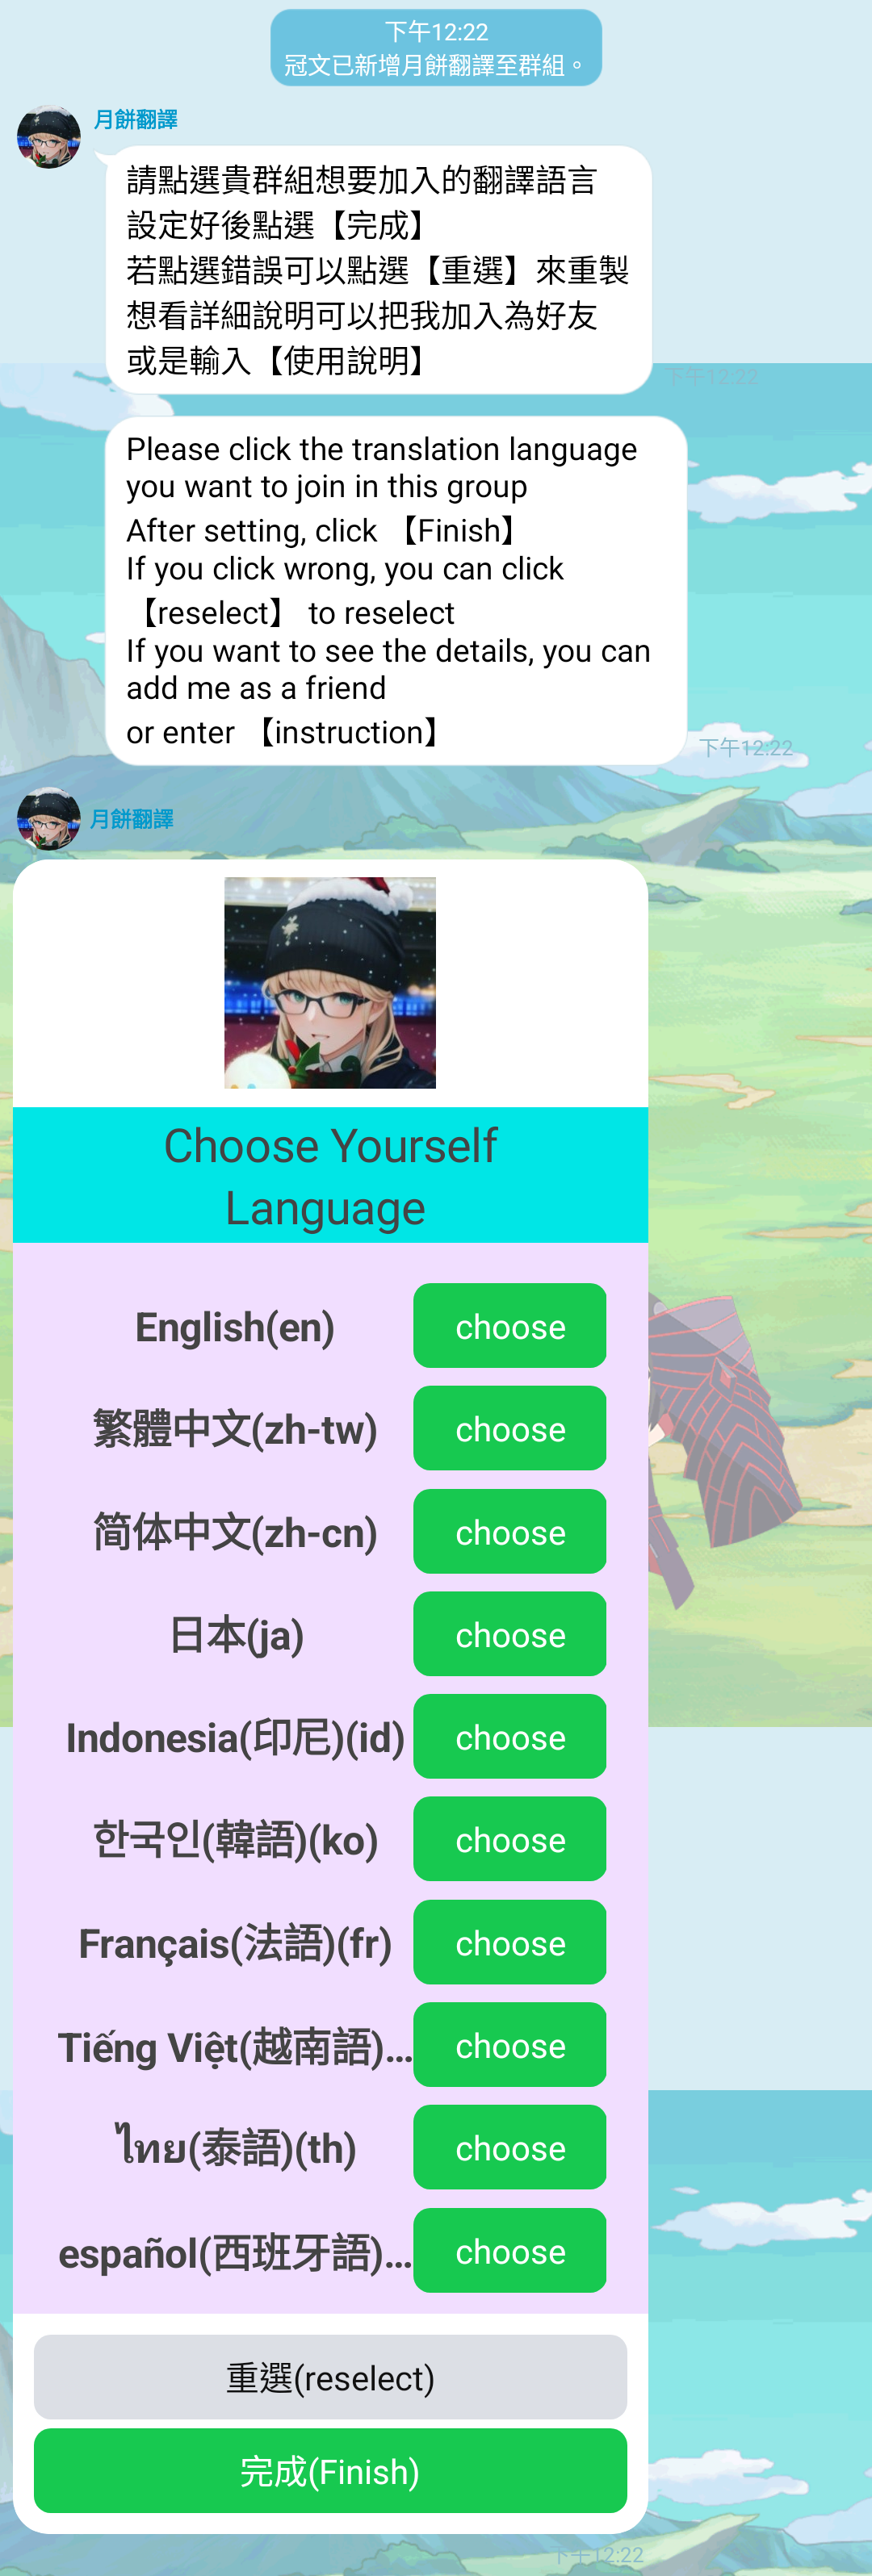 下午12:22
冠文已新增月餅翻譯至群組。
月餅翻譯
請點選貴群組想要加入的翻譯語言
設定好後點選【完成】
若點選錯誤可以點選【重選】來重製
想看詳細說明可以把我加入為好友
或是輸入【使用說明】
下午12:22
Please click the translation language
you want to join in this group
After setting, click 【Finish】
If you click wrong, you can click
【reselect】 to reselect
If you want to see the details, you can
add me as a friend
or enter 【instruction】
下午12:22
月餅翻譯
Choose Yourself
Language
English(en) choose
繁體中文(zh-tw) choose
简体中文(zh-cn) choose
日本(ja) choose
Indonesia(印尼)(id) choose
한국인(韓語)(ko) choose
Français(法語)(fr) choose
Tiếng Việt(越南語)... choose
ไทย(泰語)(th) choose
español(西班牙語)... choose
重選(reselect)
完成(Finish)
下午12:22